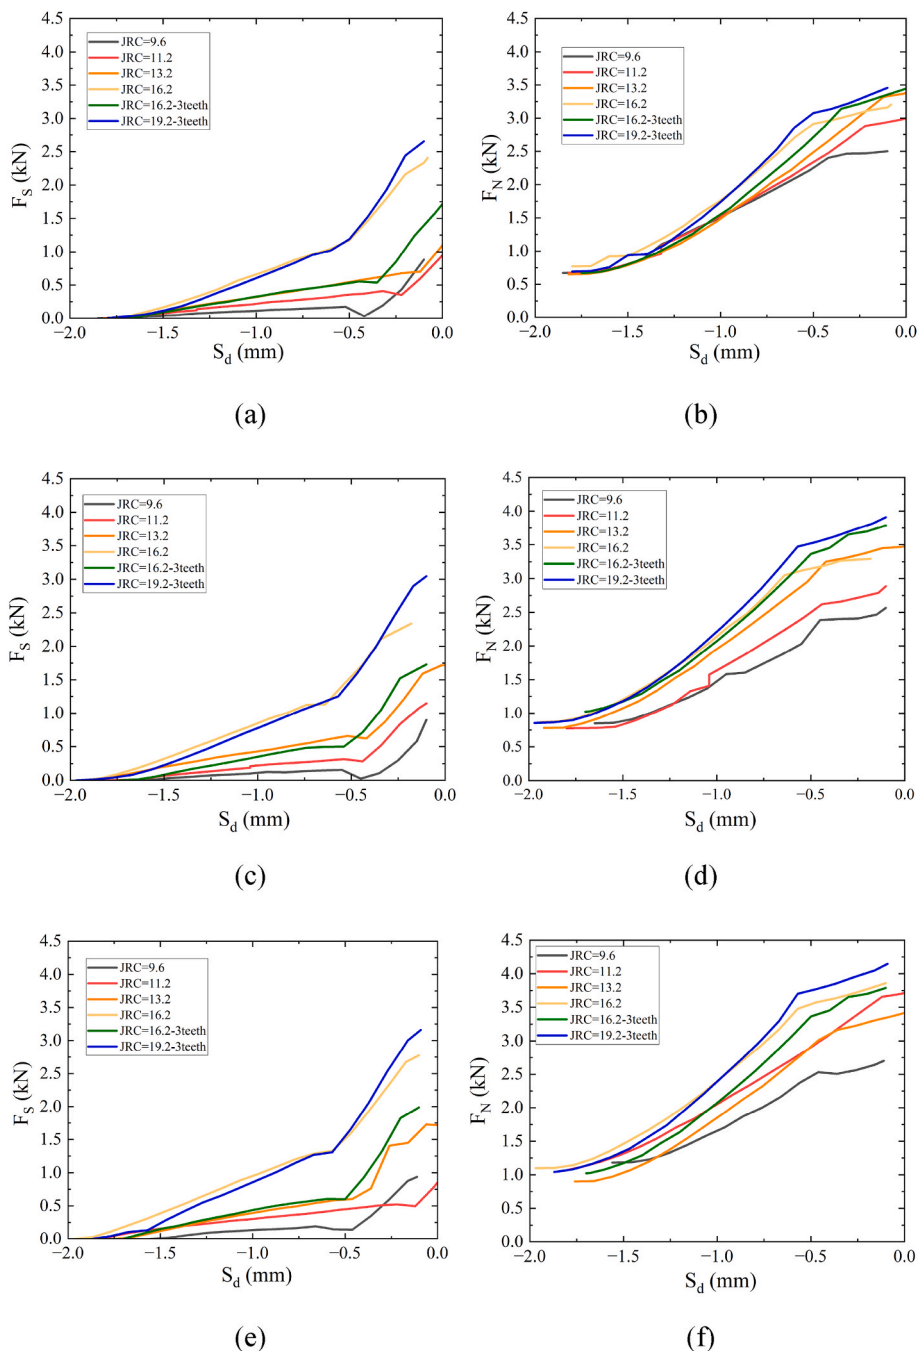 F_S (kN)
4.5
4.0
3.5
3.0
2.5
2.0
1.5
1.0
0.5
0.0
JRC=9.6
JRC=11.2
JRC=13.2
JRC=16.2
JRC=16.2-3teeth
JRC=19.2-3teeth
−2.0 −1.5 −1.0 −0.5 0.0
S_d (mm)
(a)
F_N (kN)
4.5
4.0
3.5
3.0
2.5
2.0
1.5
1.0
0.5
0.0
JRC=9.6
JRC=11.2
JRC=13.2
JRC=16.2
JRC=16.2-3teeth
JRC=19.2-3teeth
−2.0 −1.5 −1.0 −0.5 0.0
S_d (mm)
(b)
F_S (kN)
4.5
4.0
3.5
3.0
2.5
2.0
1.5
1.0
0.5
0.0
JRC=9.6
JRC=11.2
JRC=13.2
JRC=16.2
JRC=16.2-3teeth
JRC=19.2-3teeth
−2.0 −1.5 −1.0 −0.5 0.0
S_d (mm)
(c)
F_N (kN)
4.5
4.0
3.5
3.0
2.5
2.0
1.5
1.0
0.5
0.0
JRC=9.6
JRC=11.2
JRC=13.2
JRC=16.2
JRC=16.2-3teeth
JRC=19.2-3teeth
−2.0 −1.5 −1.0 −0.5 0.0
S_d (mm)
(d)
F_S (kN)
4.5
4.0
3.5
3.0
2.5
2.0
1.5
1.0
0.5
0.0
JRC=9.6
JRC=11.2
JRC=13.2
JRC=16.2
JRC=16.2-3teeth
JRC=19.2-3teeth
−2.0 −1.5 −1.0 −0.5 0.0
S_d (mm)
(e)
F_N (kN)
4.5
4.0
3.5
3.0
2.5
2.0
1.5
1.0
0.5
0.0
JRC=9.6
JRC=11.2
JRC=13.2
JRC=16.2
JRC=16.2-3teeth
JRC=19.2-3teeth
−2.0 −1.5 −1.0 −0.5 0.0
S_d (mm)
(f)